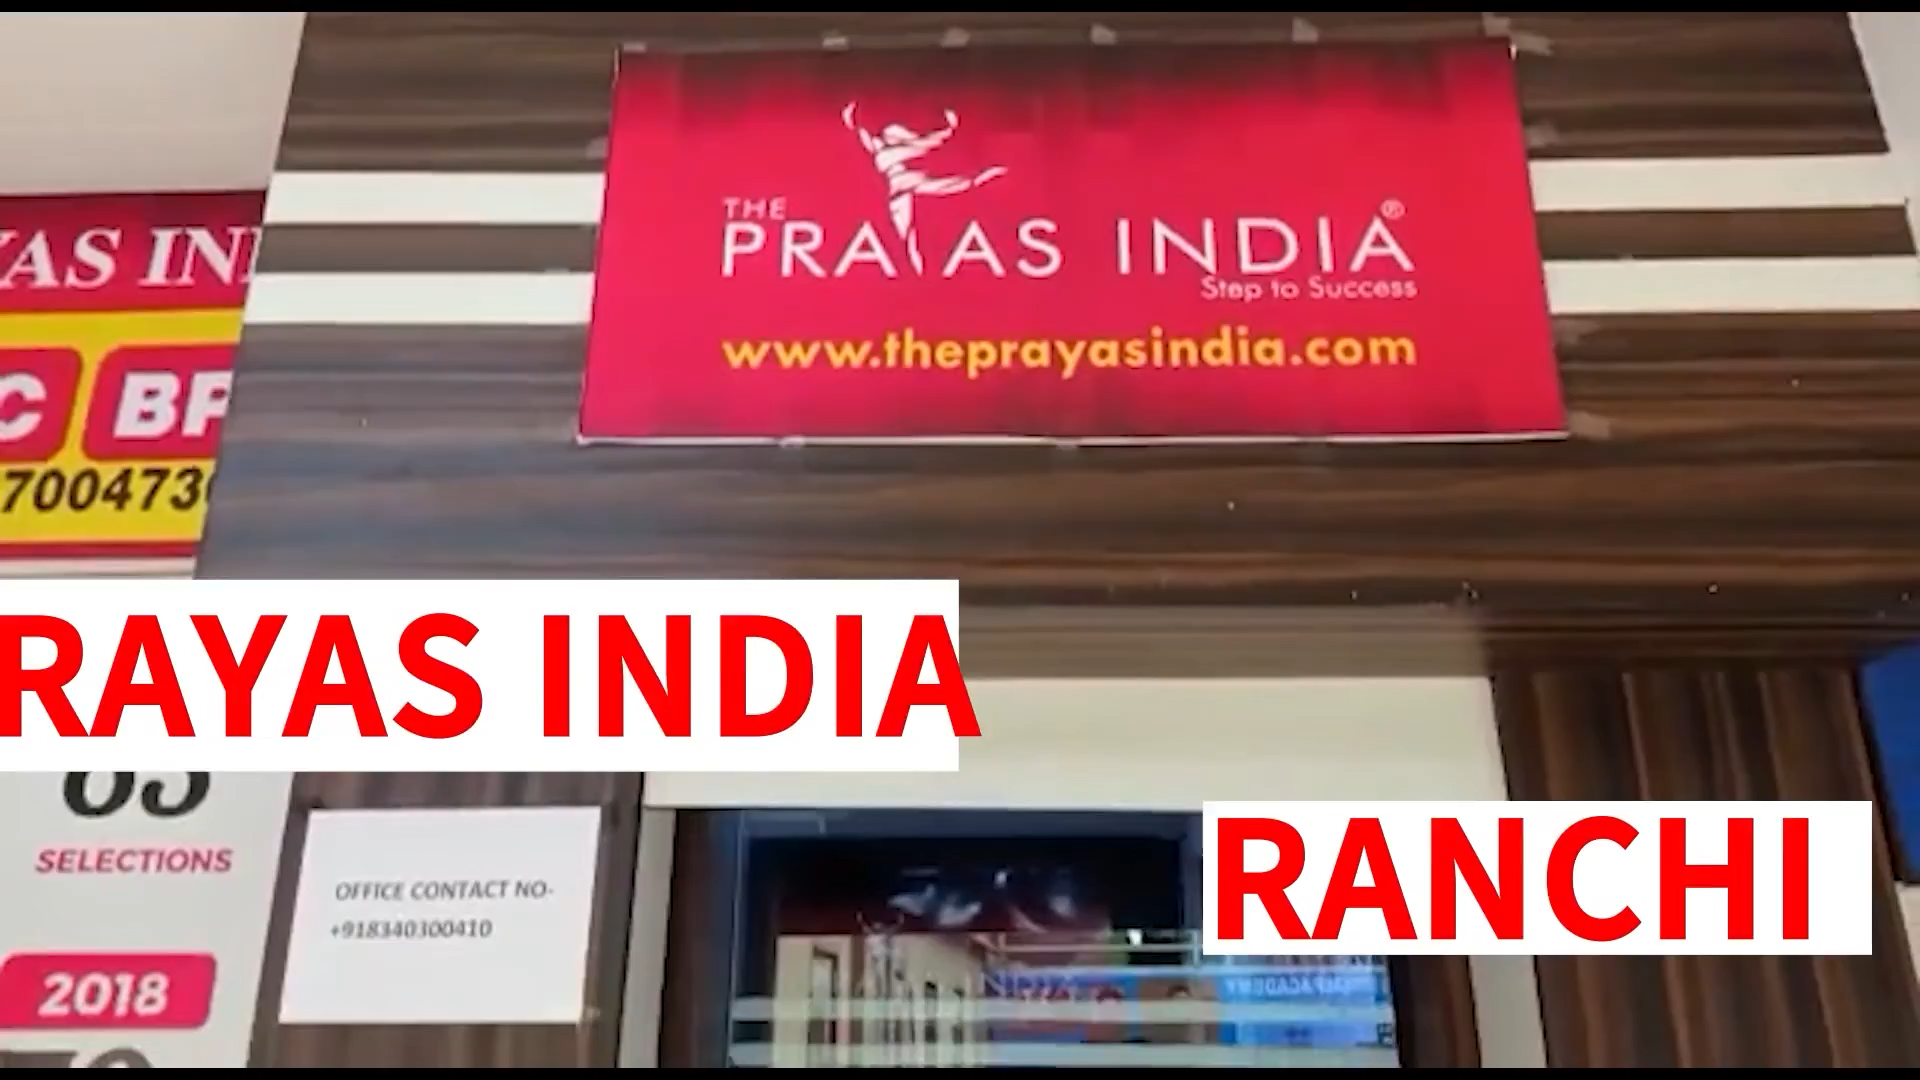 THE
PRAYAS INDIA®
Step to Success
www.theprayasindia.com
YAS IN
C BP
700473
RAYAS INDIA
SELECTIONS
OFFICE CONTACT NO-
+918340300410
2018
RANCHI